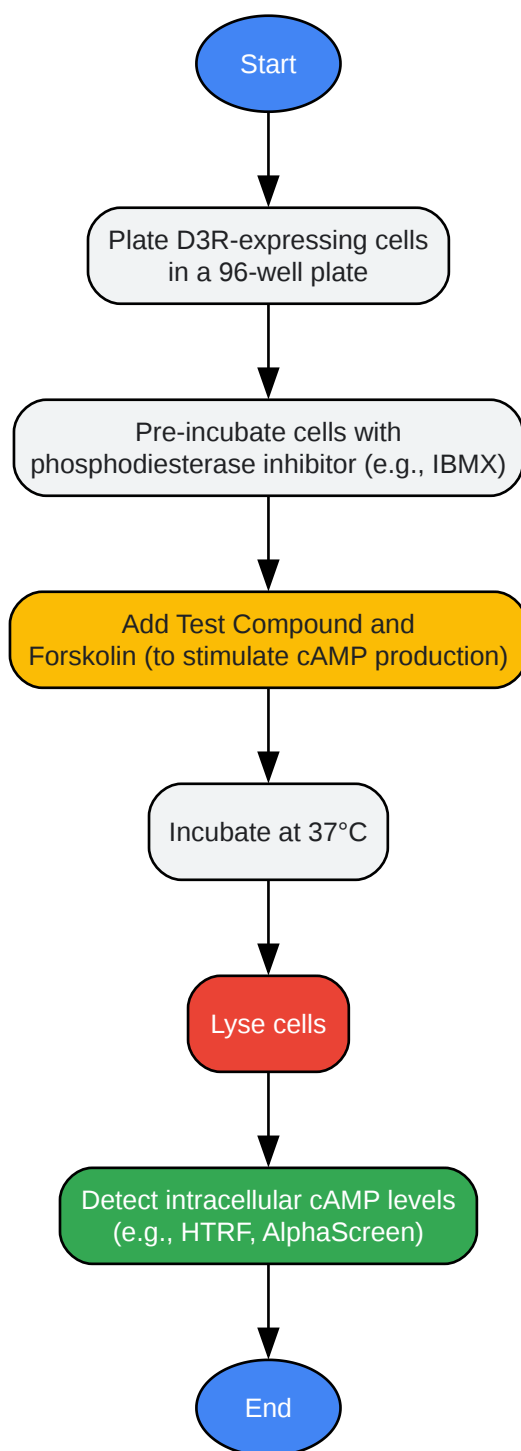 Start
Plate D3R-expressing cells
in a 96-well plate
Pre-incubate cells with
phosphodiesterase inhibitor (e.g., IBMX)
Add Test Compound and
Forskolin (to stimulate cAMP production)
Incubate at 37°C
Lyse cells
Detect intracellular cAMP levels
(e.g., HTRF, AlphaScreen)
End